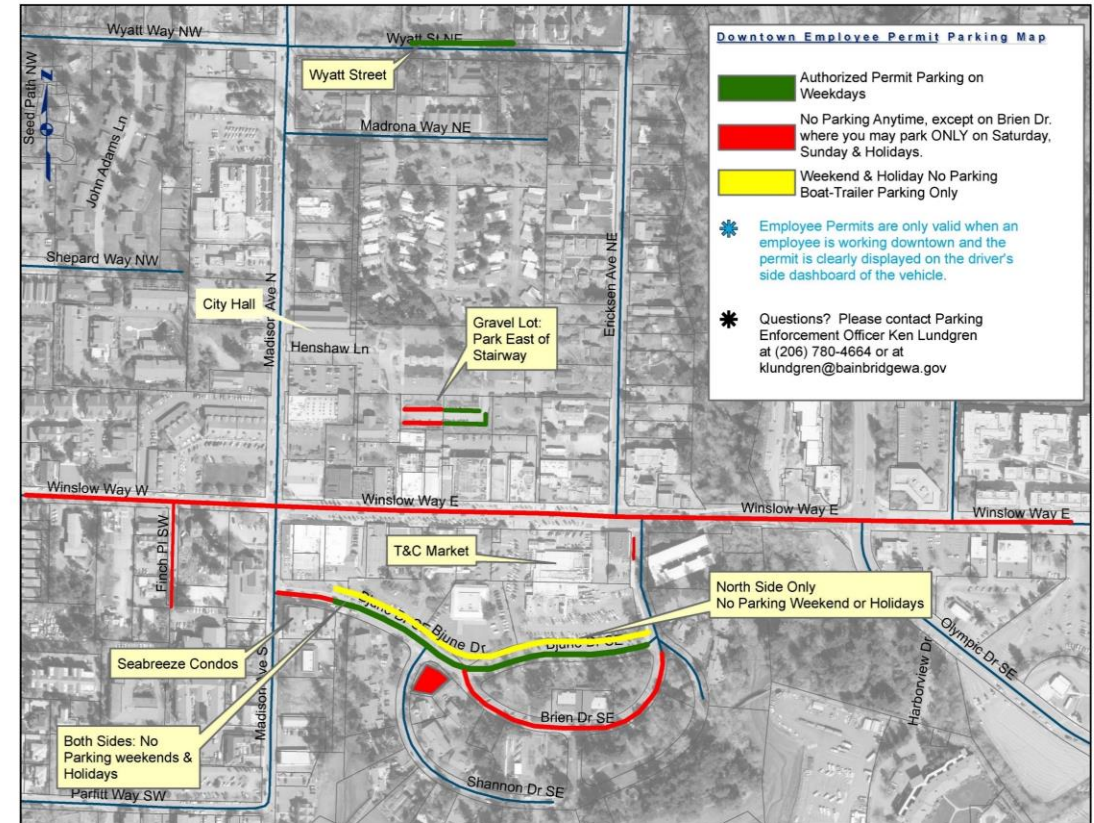 Wyatt Way NW
Wyatt St NE
Wyatt Street
Seed Path NW
Z
John Adams Ln
Madrona Way NE
Shepard Way NW
City Hall
Madison Ave N
Henshaw Ln
Gravel Lot:
Park East of
Stairway
Ericksen Ave NE
Downtown Employee Permit Parking Map
Authorized Permit Parking on
Weekdays
No Parking Anytime, except on Brien Dr.
where you may park ONLY on Saturday,
Sunday & Holidays.
Weekend & Holiday No Parking
Boat-Trailer Parking Only
Employee Permits are only valid when an
employee is working downtown and the
permit is clearly displayed on the driver's
side dashboard of the vehicle.
Questions? Please contact Parking
Enforcement Officer Ken Lundgren
at (206) 780-4664 or at
klundgren@bainbridgewa.gov
Winslow Way W
Winslow Way E
Winslow Way E
Winslow Way E
Finch Pl SW
T&C Market
North Side Only
No Parking Weekend or Holidays
Bjune Dr SE
Bjune Dr
Bjune Dr SE
Seabreeze Condos
Madison Ave S
Brien Dr SE
Harborview Dr
Olympic Dr SE
Both Sides: No
Parking weekends &
Holidays
Shannon Dr SE
Parfitt Way SW